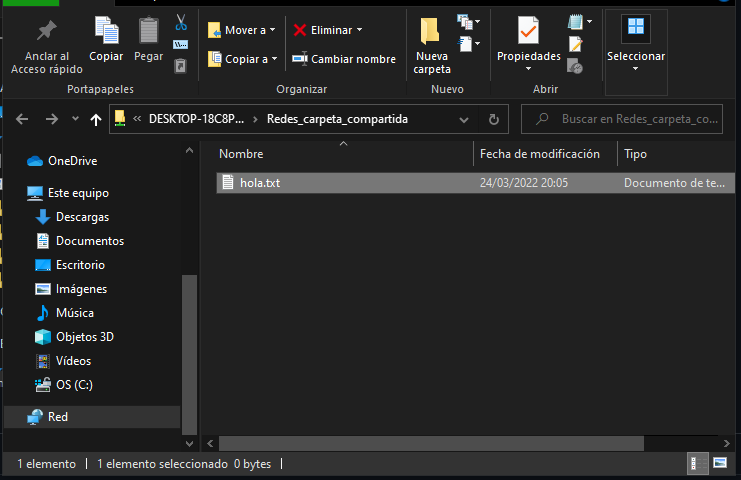 Anclar al
Acceso rápido
Copiar
Pegar
Mover a
Copiar a
Eliminar
Cambiar nombre
Nueva
carpeta
Propiedades
Seleccionar
Portapapeles
Organizar
Nuevo
Abrir
DESKTOP-18C8P...
Redes_carpeta_compartida
Buscar en Redes_carpeta_co...
Nombre
Fecha de modificación
Tipo
hola.txt
24/03/2022 20:05
Documento de te...
OneDrive
Este equipo
Descargas
Documentos
Escritorio
Imágenes
Música
Objetos 3D
Vídeos
OS (C:)
Red
1 elemento
1 elemento seleccionado 0 bytes